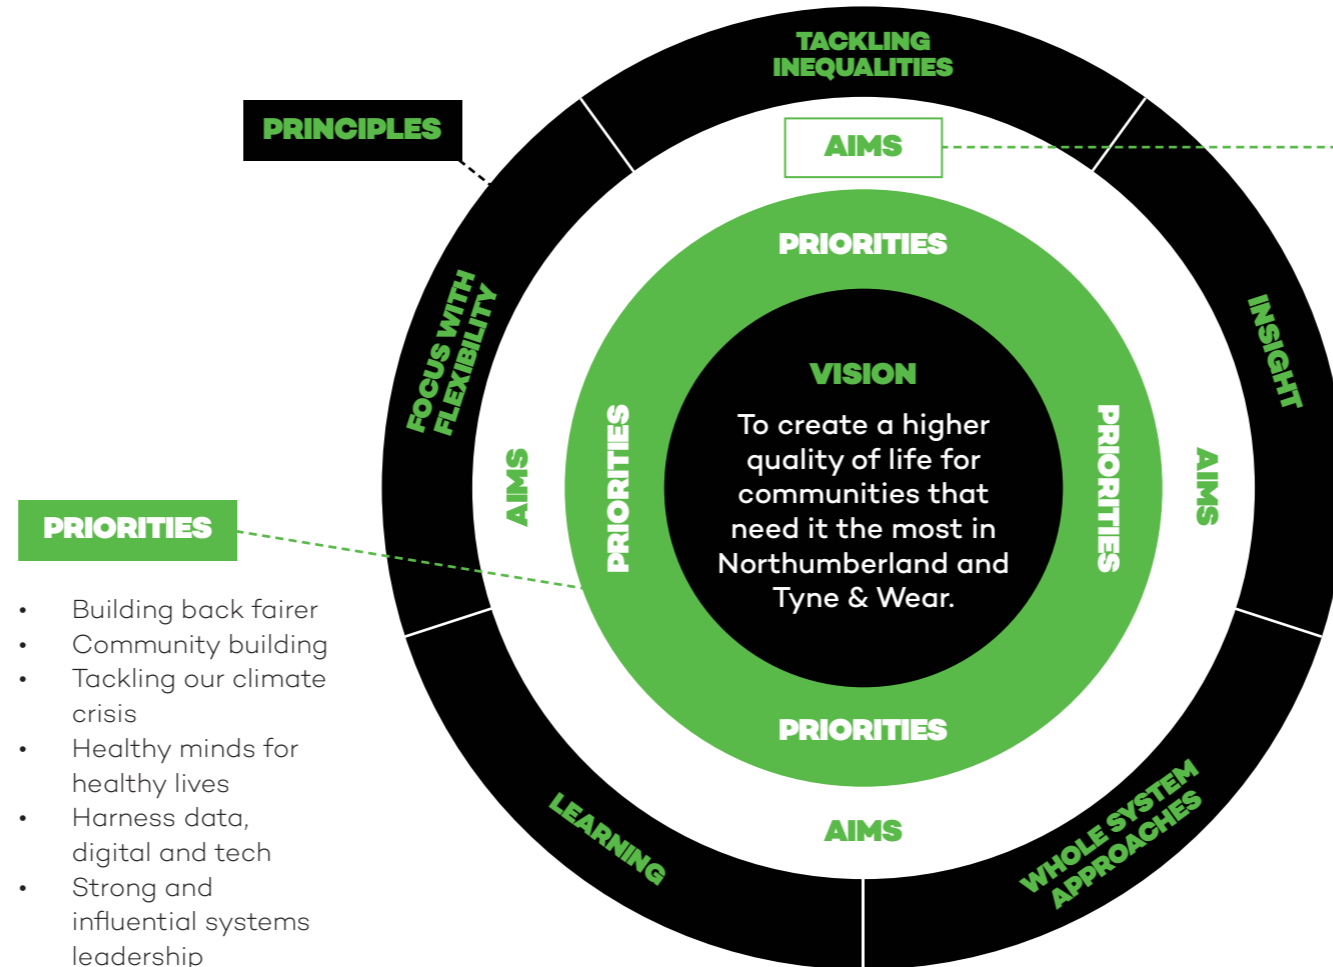 TACKLING
INEQUALITIES
PRINCIPLES
AIMS
PRIORITIES
FOCUS WITH
FLEXIBILITY
INSIGHT
VISION
To create a higher
quality of life for
communities that
need it the most in
Northumberland and
Tyne & Wear.
PRIORITIES
PRIORITIES
AIMS
AIMS
PRIORITIES
• Building back fairer
• Community building
• Tackling our climate
crisis
• Healthy minds for
healthy lives
• Harness data,
digital and tech
• Strong and
influential systems
leadership
PRIORITIES
AIMS
LEARNING
WHOLE SYSTEM
APPROACHES